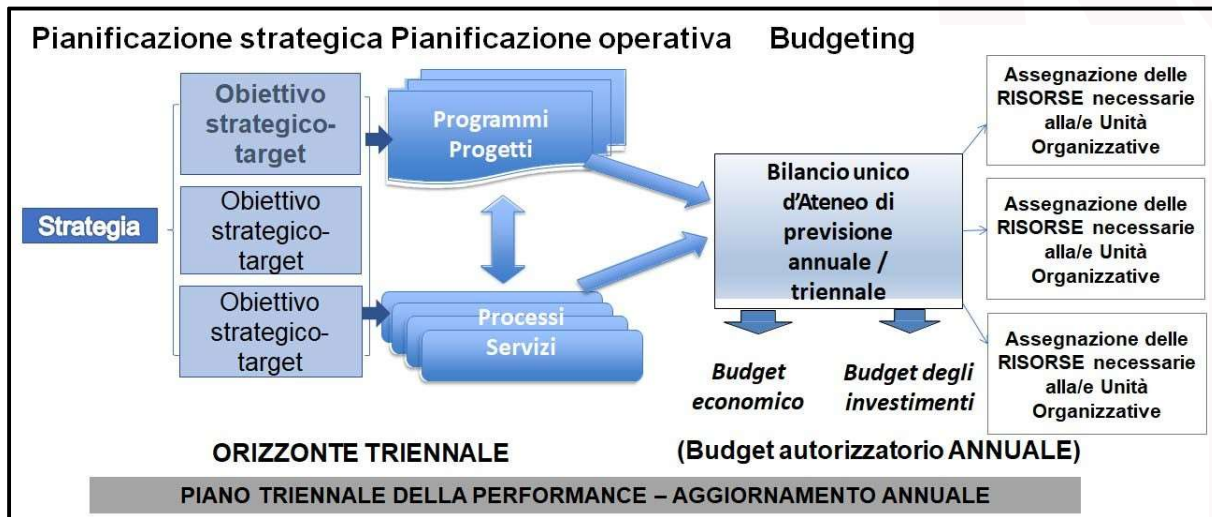 Pianificazione strategica Pianificazione operativa Budgeting
Strategia
Obiettivo
strategico-
target
Obiettivo
strategico-
target
Obiettivo
strategico-
target
Programmi
Progetti
Processi
Servizi
Bilancio unico
d'Ateneo di
previsione
annuale /
triennale
Budget
economico
Budget degli
investimenti
Assegnazione delle
RISORSE necessarie
alla/e Unità
Organizzative
Assegnazione delle
RISORSE necessarie
alla/e Unità
Organizzative
Assegnazione delle
RISORSE necessarie
alla/e Unità
Organizzative
ORIZZONTE TRIENNALE
(Budget autorizzatorio ANNUALE)
PIANO TRIENNALE DELLA PERFORMANCE – AGGIORNAMENTO ANNUALE